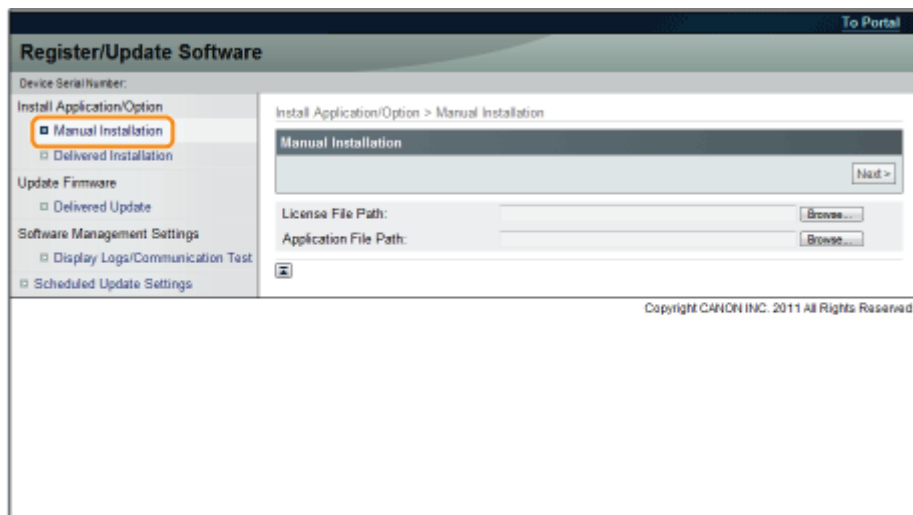 To Portal
Register/Update Software
Device Serial Number:
Install Application/Option
Manual Installation
Delivered Installation
Update Firmware
Delivered Update
Software Management Settings
Display Logs/Communication Test
Scheduled Update Settings
Install Application/Option > Manual Installation
Manual Installation
Next >
License File Path:
Browse...
Application File Path:
Browse...
Copyright CANON INC. 2011 All Rights Reserved